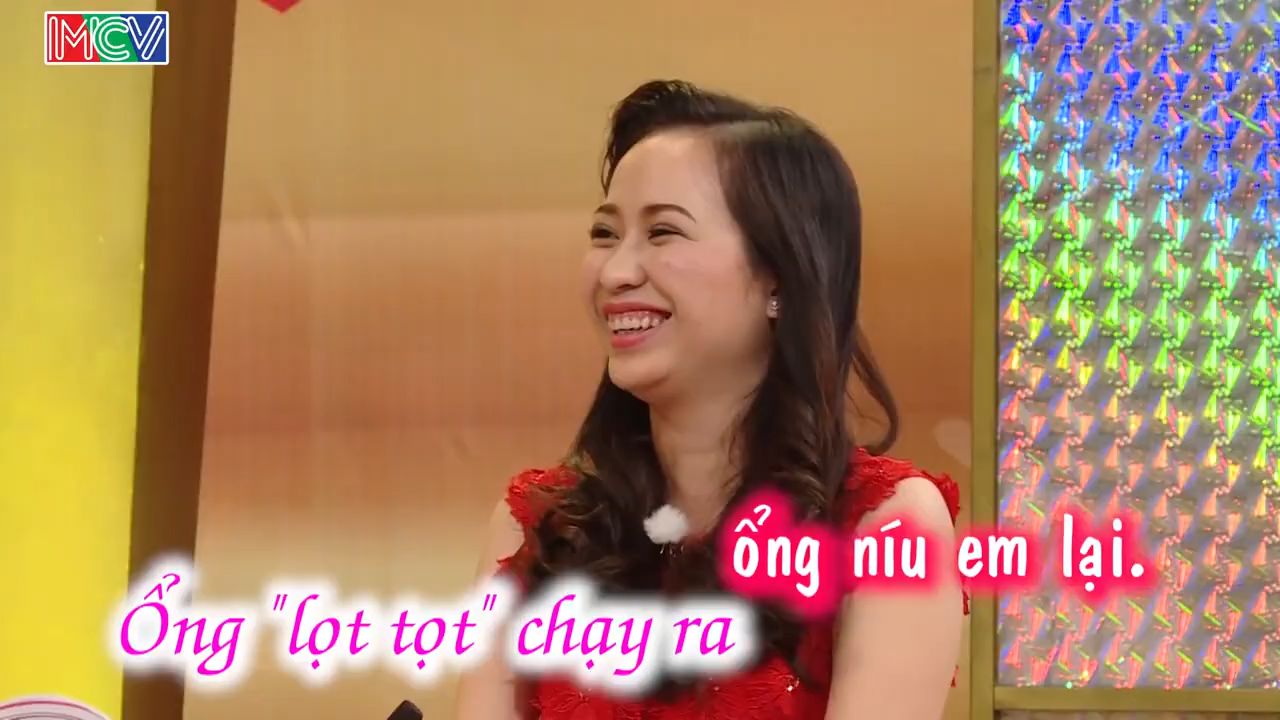 MCV
ổng níu em lại.
Ổng "lọt tọt" chạy ra